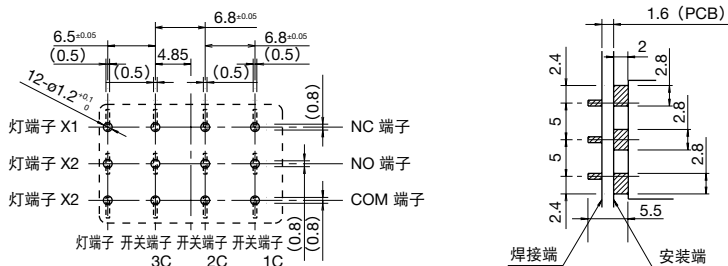 6.8±0.05
1.6（PCB）
6.5±0.05
6.8±0.05
(0.5)
4.85
(0.5)
2
(0.5)
(0.5)
12-ø1.2 +0.1 0
(0.8)
2.4
2.8
灯端子 X1
NC 端子
5
2.8
灯端子 X2
NO 端子
5
2.8
灯端子 X2
COM 端子
(0.8)
(0.8)
2.4
5.5
灯端子 开关端子 开关端子 开关端子
3C 2C 1C
焊接端
安装端